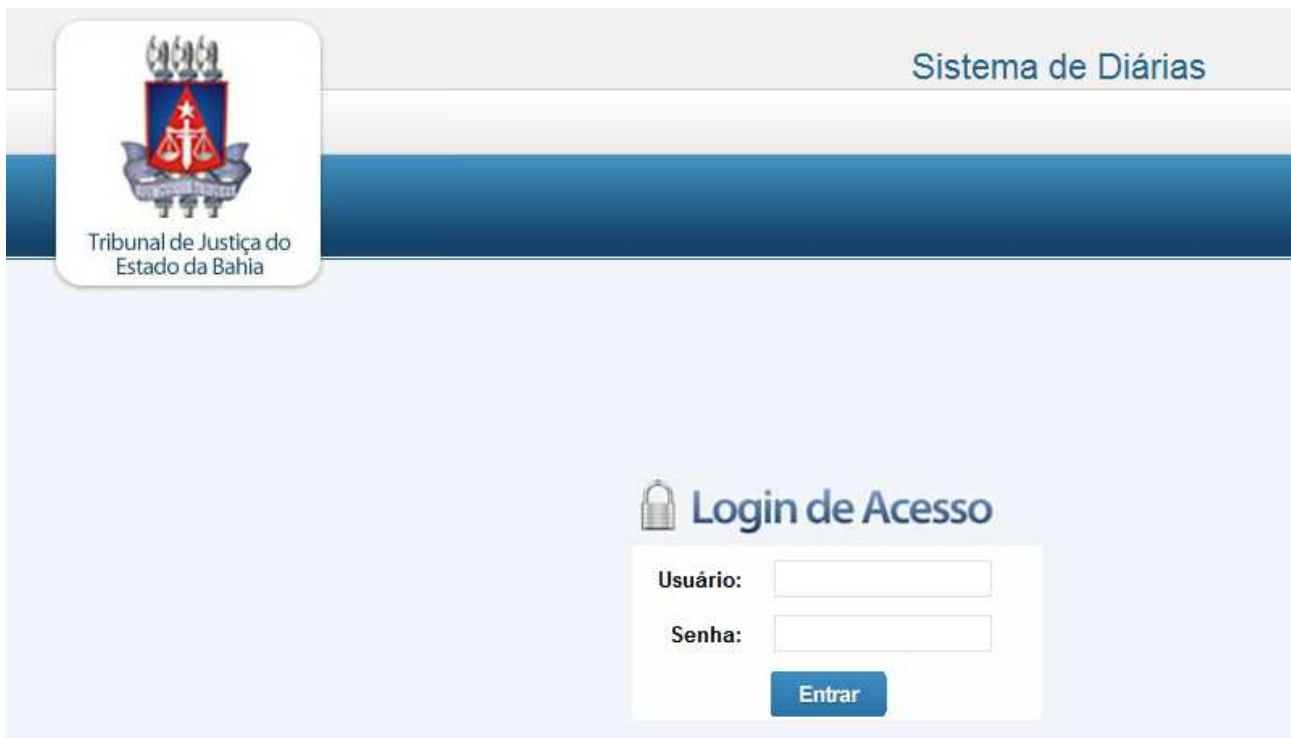 Sistema de Diárias
Tribunal de Justiça do
Estado da Bahia
Login de Acesso
Usuário:
Senha:
Entrar